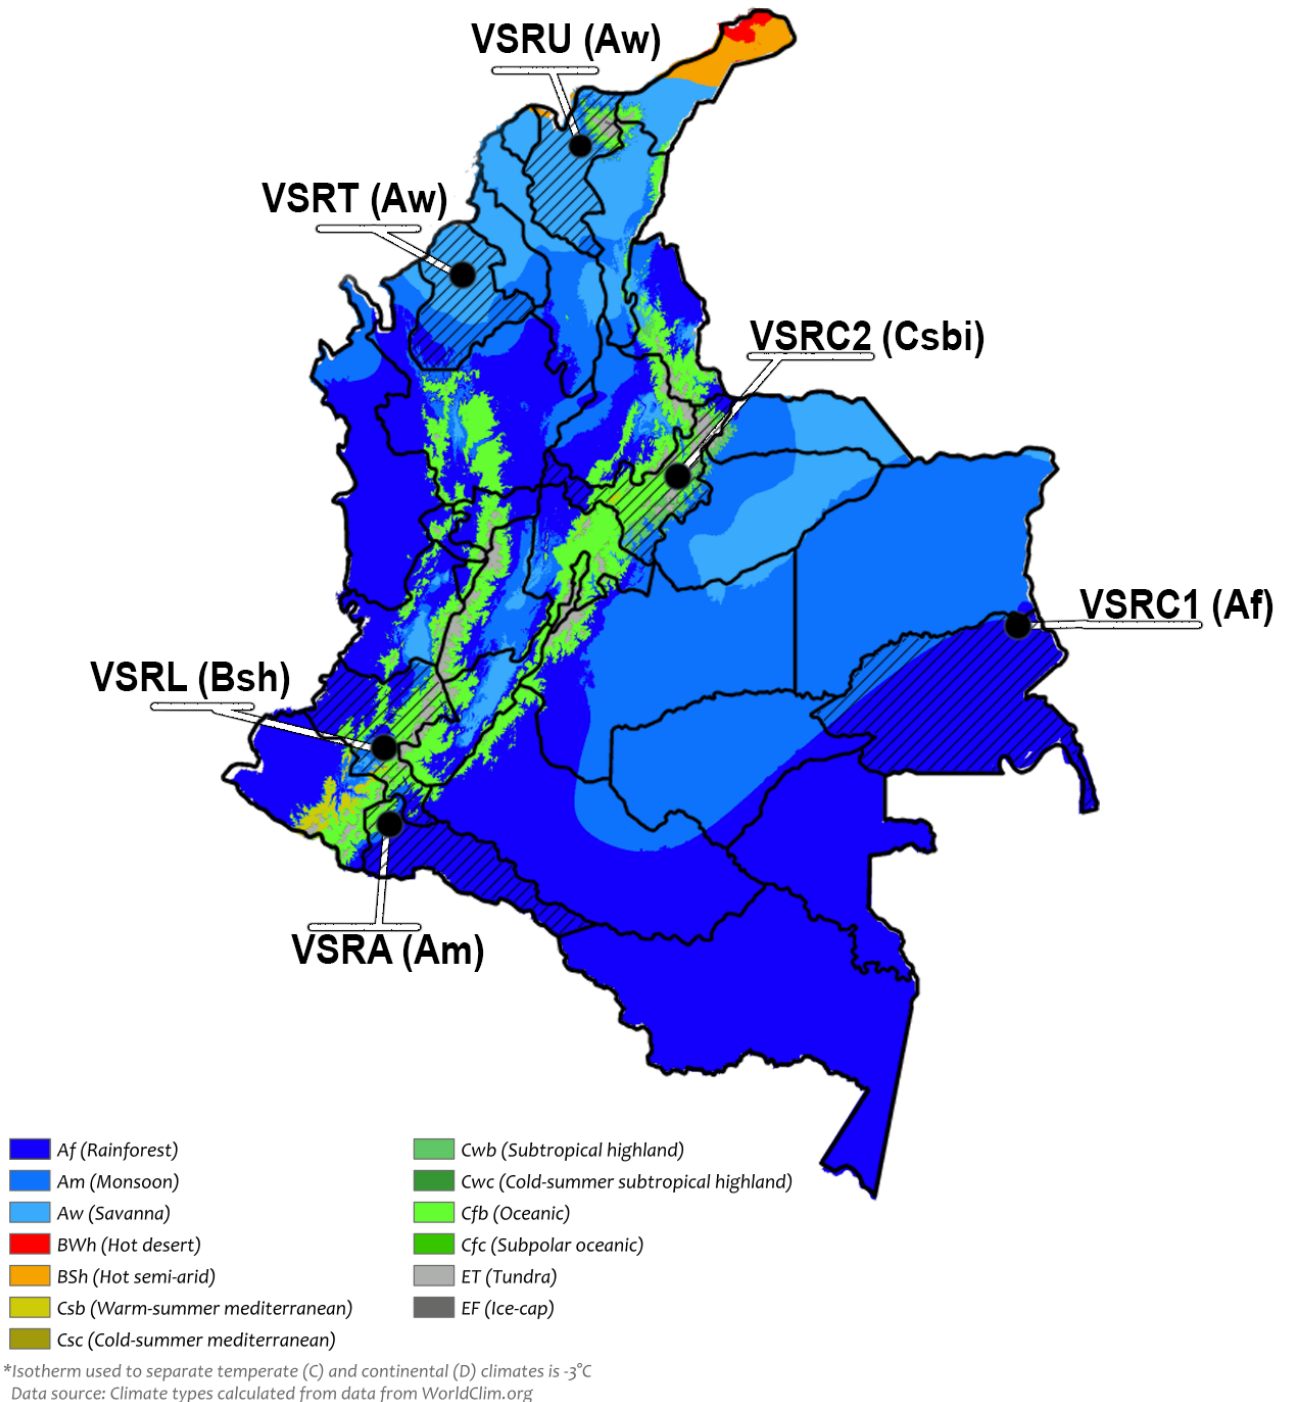 VSRU (Aw)
VSRT (Aw)
VSRC2 (Csbi)
VSRC1 (Af)
VSRL (Bsh)
VSRA (Am)
Af (Rainforest)
Am (Monsoon)
Aw (Savanna)
BWh (Hot desert)
BSh (Hot semi-arid)
Csb (Warm-summer mediterranean)
Csc (Cold-summer mediterranean)
Cwb (Subtropical highland)
Cwc (Cold-summer subtropical highland)
Cfb (Oceanic)
Cfc (Subpolar oceanic)
ET (Tundra)
EF (Ice-cap)
*Isotherm used to separate temperate (C) and continental (D) climates is -3°C
Data source: Climate types calculated from data from WorldClim.org